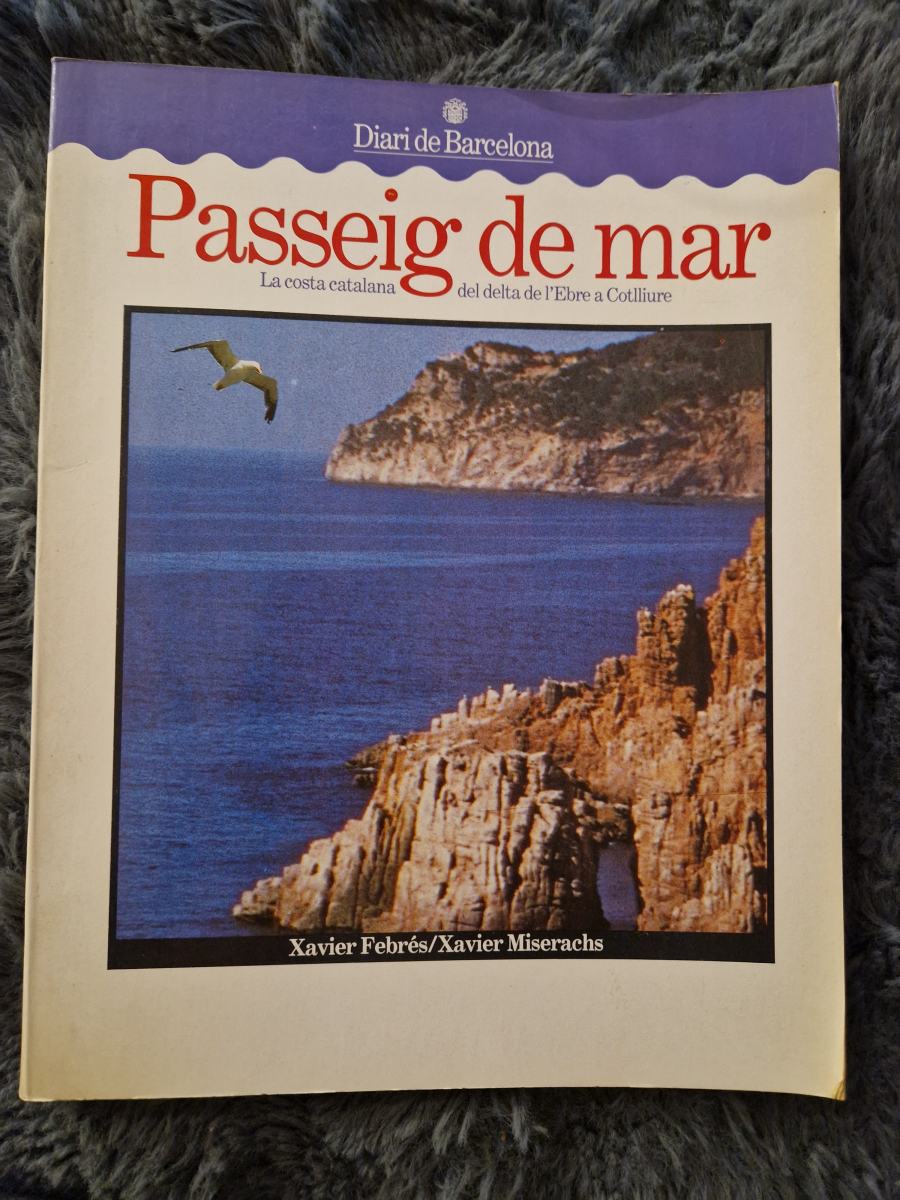 Diari de Barcelona
Passeig de mar
La costa catalana del delta de l'Ebre a Cotlliure
Xavier Febrés/Xavier Miserachs